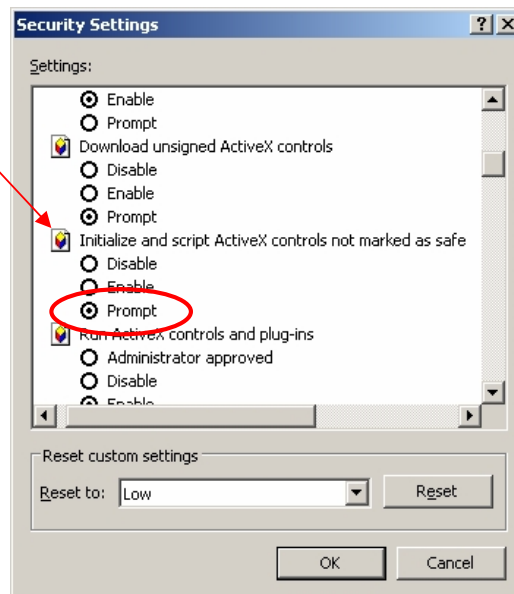 Security Settings
Settings:
Enable
Prompt
Download unsigned ActiveX controls
Disable
Enable
Prompt
Initialize and script ActiveX controls not marked as safe
Disable
Enable
Prompt
Run ActiveX controls and plug-ins
Administrator approved
Disable
Enable
Reset custom settings
Reset to: Low Reset
OK Cancel